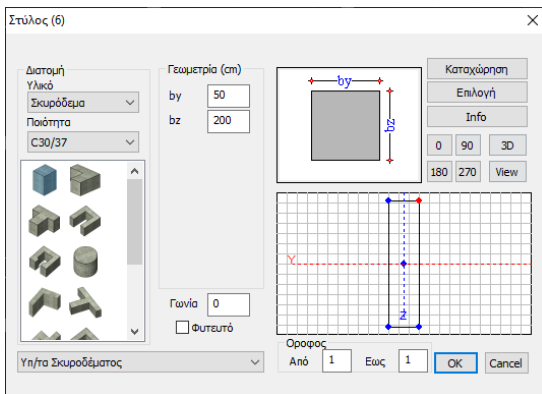 Στύλος (6)
Διατομή
Υλικό
Σκυρόδεμα
Ποιότητα
C30/37
Γεωμετρία (cm)
by 50
bz 200
Γωνία 0
Φυτευτό
by
bz
Καταχώρηση
Επιλογή
Info
0 90 3D
180 270 View
Y
Z
Υπ/τα Σκυροδέματος
Οροφος
Από 1 Εως 1
OK Cancel